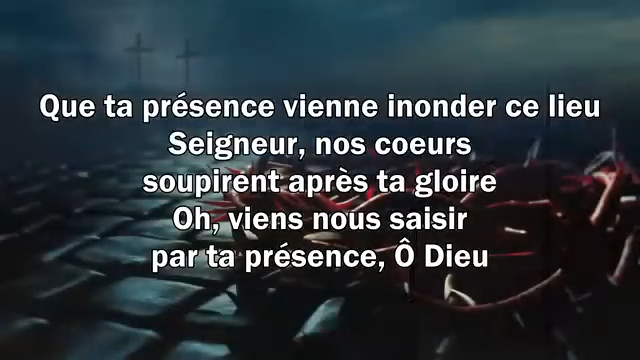 Que ta présence vienne inonder ce lieu
Seigneur, nos coeurs
soupirent après ta gloire
Oh, viens nous saisir
par ta présence, Ô Dieu